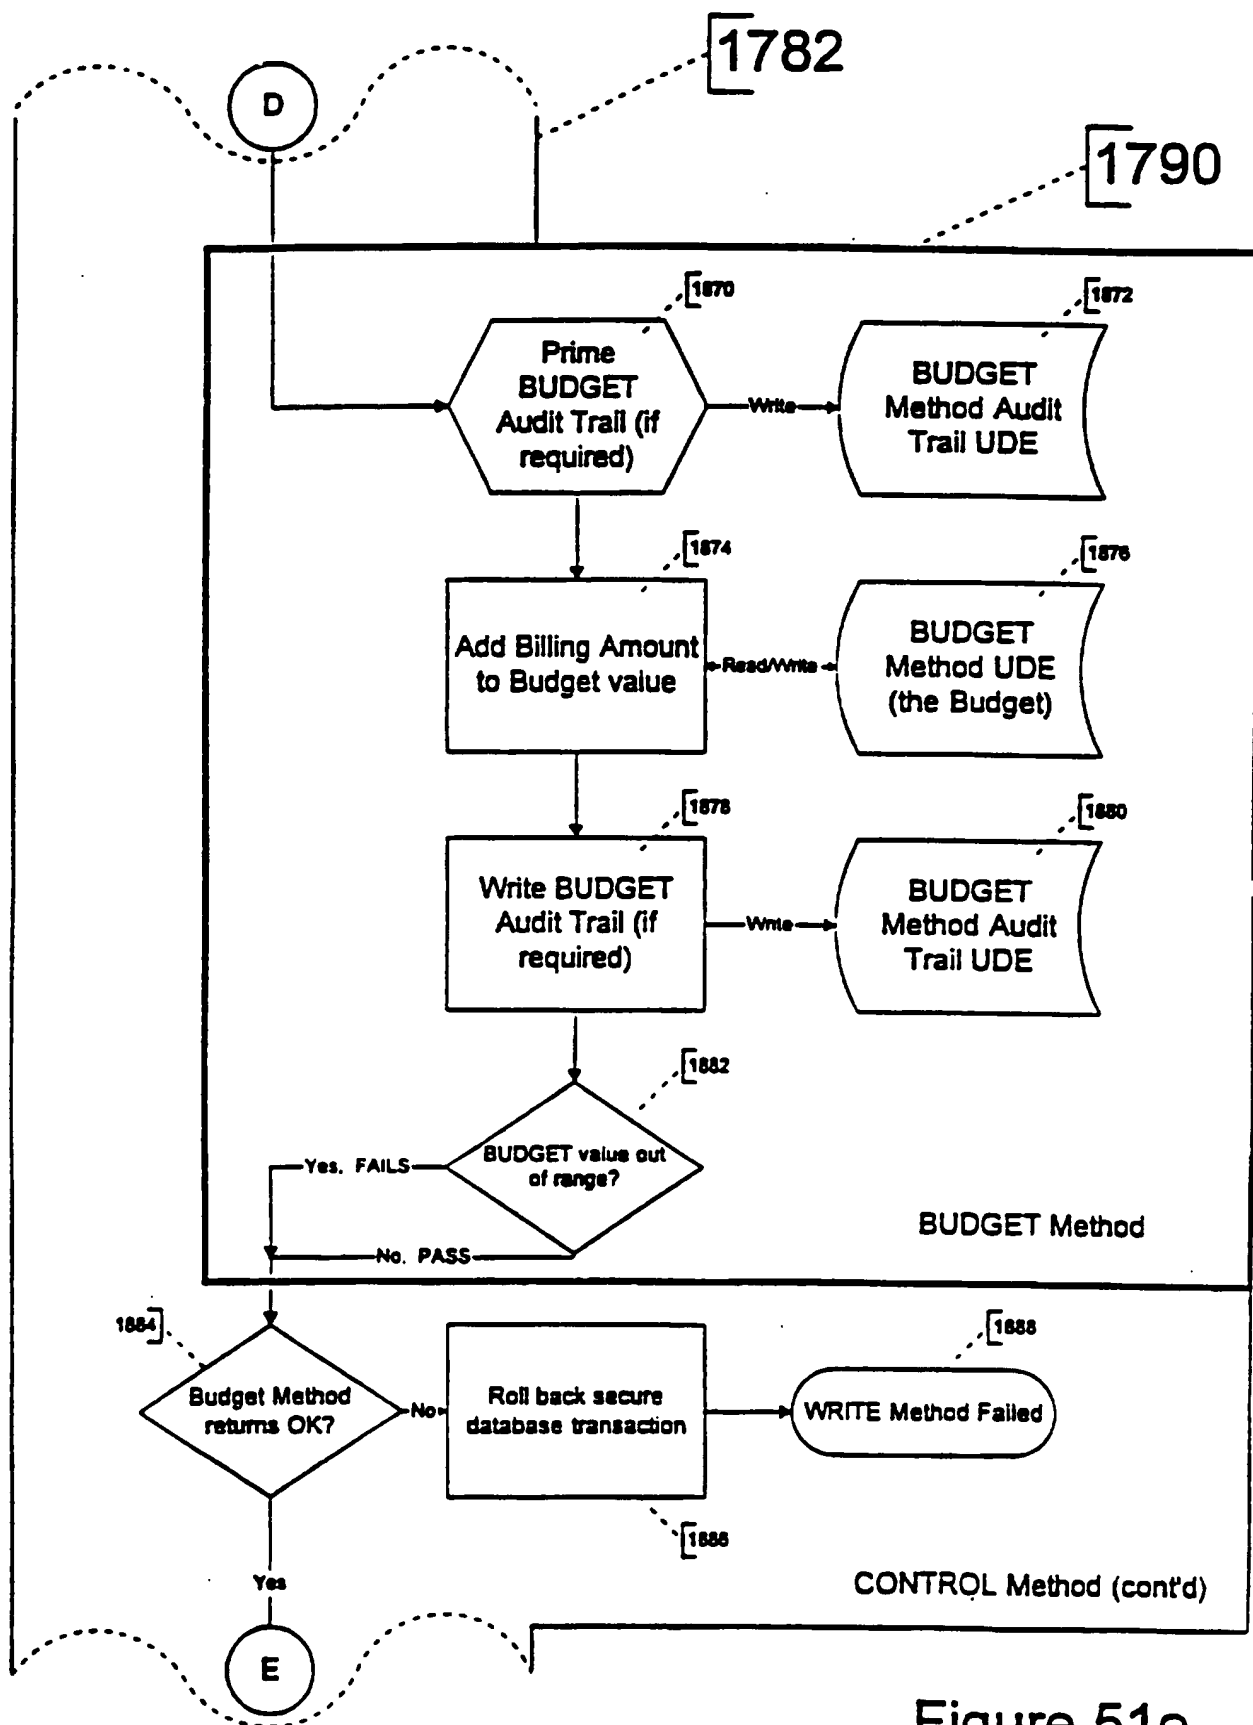 1782
D
1790
1870
1872
Prime
BUDGET
Audit Trail (if
required)
Write
BUDGET
Method Audit
Trail UDE
1874
1876
Add Billing Amount
to Budget value
Read/Write
BUDGET
Method UDE
(the Budget)
1878
1880
Write BUDGET
Audit Trail (if
required)
Write
BUDGET
Method Audit
Trail UDE
1882
BUDGET value out
of range?
Yes, FAILS
No, PASS
BUDGET Method
1884
1888
Budget Method
returns OK?
No
Roll back secure
database transaction
WRITE Method Failed
1886
Yes
CONTROL Method (cont'd)
E
Figure 51e